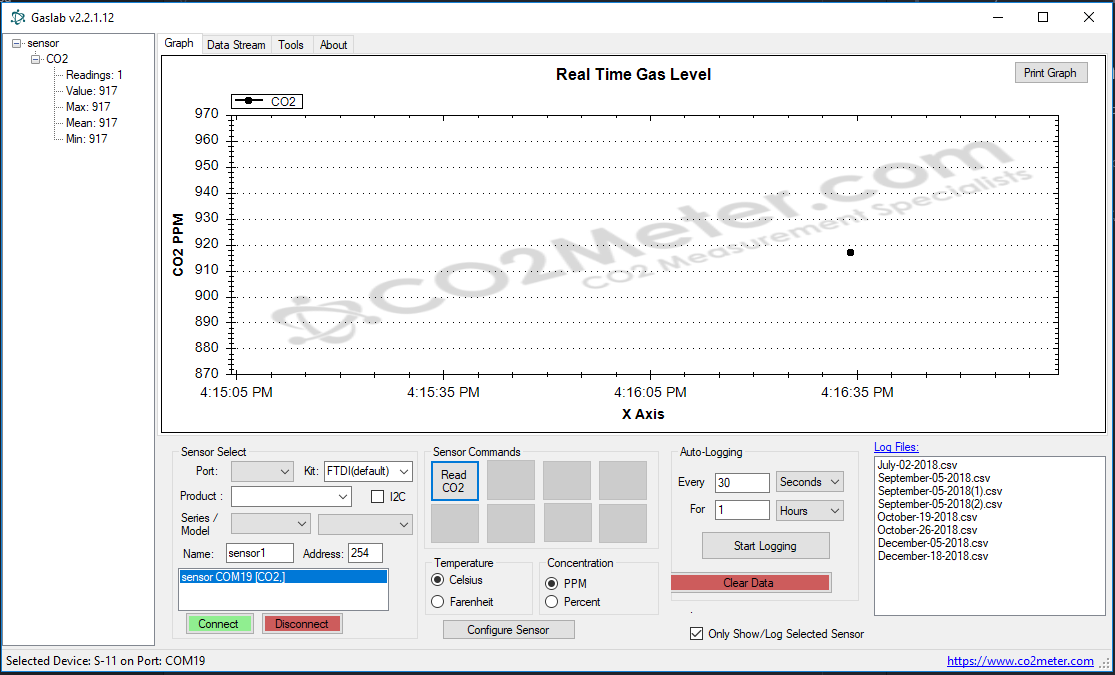 Gaslab v2.2.1.12
sensor
CO2
Readings: 1
Value: 917
Max: 917
Mean: 917
Min: 917
Graph
Data Stream
Tools
About
Real Time Gas Level
Print Graph
CO2
970
960
950
940
930
920
910
900
890
880
870
CO2 PPM
CO2Meter.com
CO2 Measurement Specialists
4:15:05 PM
4:15:35 PM
4:16:05 PM
4:16:35 PM
X Axis
Sensor Select
Port:
Kit:
FTDI(default)
Product :
I2C
Series /
Model
Name:
sensor1
Address:
254
sensor COM19 [CO2,]
Connect
Disconnect
Sensor Commands
Read
CO2
Temperature
Celsius
Farenheit
Concentration
PPM
Percent
Configure Sensor
Auto-Logging
Every
30
Seconds
For
1
Hours
Start Logging
Clear Data
.
Only Show/Log Selected Sensor
Log Files:
July-02-2018.csv
September-05-2018.csv
September-05-2018(1).csv
September-05-2018(2).csv
October-19-2018.csv
October-26-2018.csv
December-05-2018.csv
December-18-2018.csv
Selected Device: S-11 on Port: COM19
https://www.co2meter.com